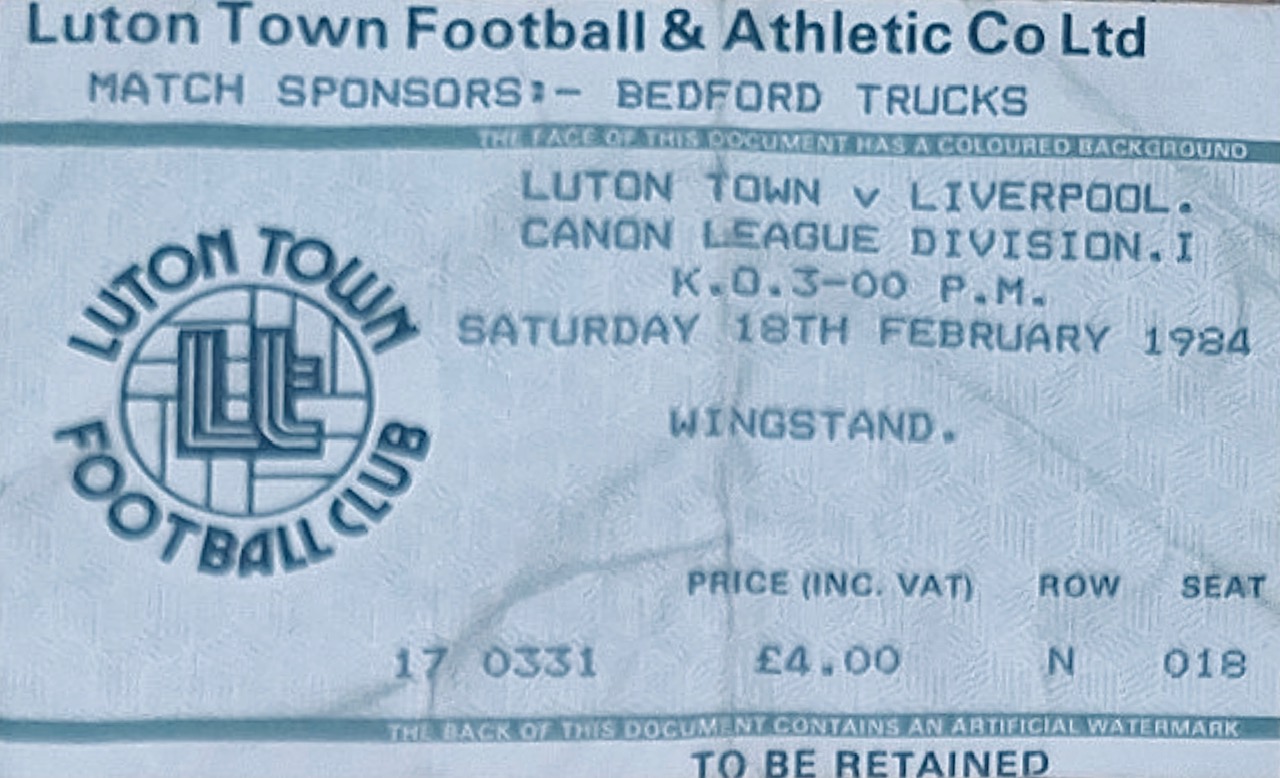 Luton Town Football & Athletic Co Ltd
MATCH SPONSORS:- BEDFORD TRUCKS
THE FACE OF THIS DOCUMENT HAS A COLOURED BACKGROUND
LUTON TOWN v LIVERPOOL.
CANON LEAGUE DIVISION.I
K.O.3-00 P.M.
SATURDAY 18TH FEBRUARY 1984
LUTON TOWN
Lt
FOOTBALL CLUB
WINGSTAND.
PRICE (INC. VAT) ROW SEAT
17 0331 £4.00 N 018
THE BACK OF THIS DOCUMENT CONTAINS AN ARTIFICIAL WATERMARK
TO BE RETAINED